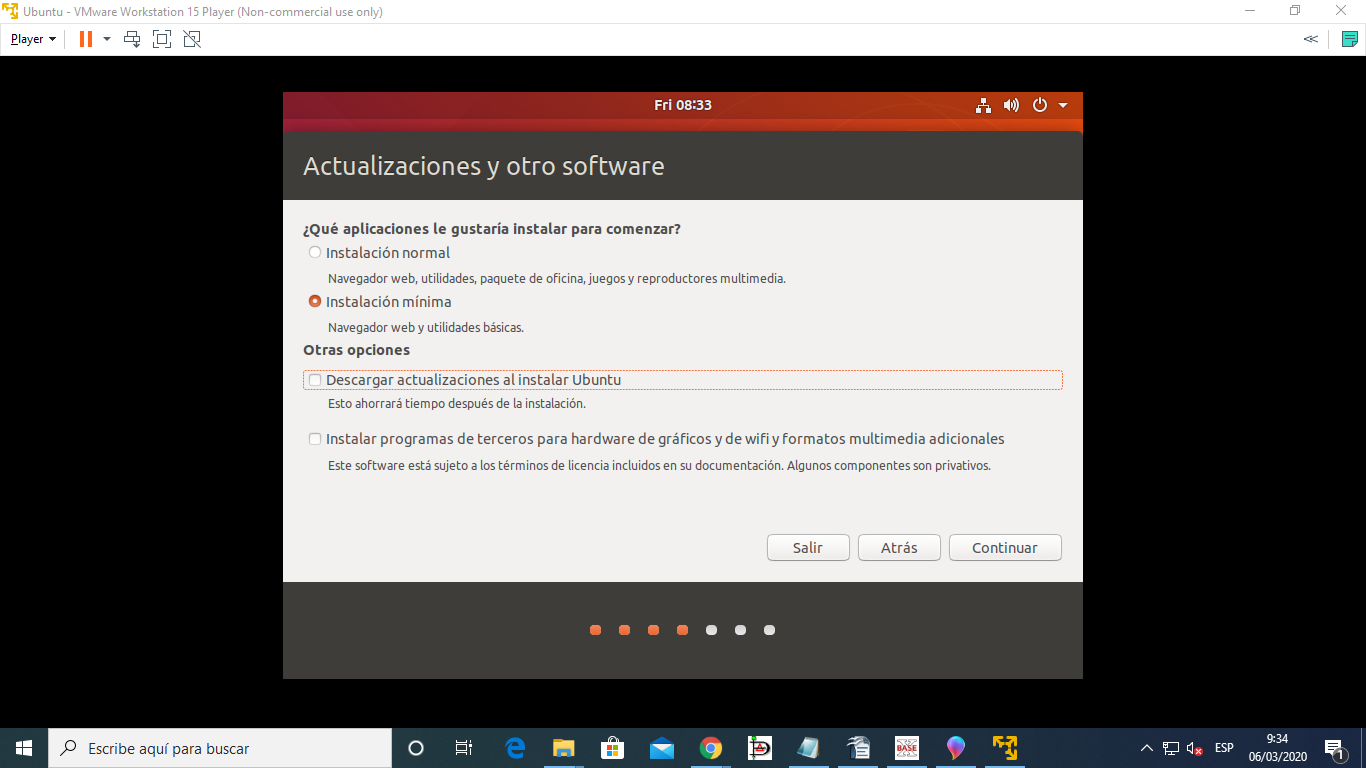 Ubuntu - VMware Workstation 15 Player (Non-commercial use only)
Player
Fri 08:33
Actualizaciones y otro software
¿Qué aplicaciones le gustaría instalar para comenzar?
Instalación normal
Navegador web, utilidades, paquete de oficina, juegos y reproductores multimedia.
Instalación mínima
Navegador web y utilidades básicas.
Otras opciones
Descargar actualizaciones al instalar Ubuntu
Esto ahorrará tiempo después de la instalación.
Instalar programas de terceros para hardware de gráficos y de wifi y formatos multimedia adicionales
Este software está sujeto a los términos de licencia incluidos en su documentación. Algunos componentes son privativos.
Salir Atrás Continuar
Escribe aquí para buscar
BASE
ESP
9:34
06/03/2020
1